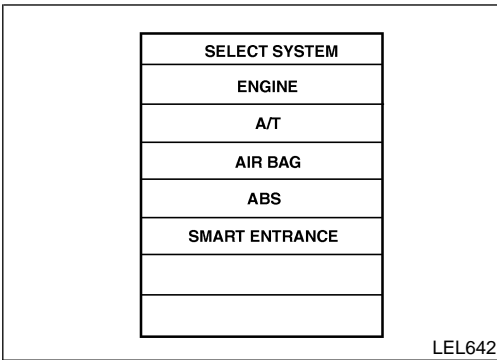 SELECT SYSTEM
ENGINE
A/T
AIR BAG
ABS
SMART ENTRANCE
LEL642